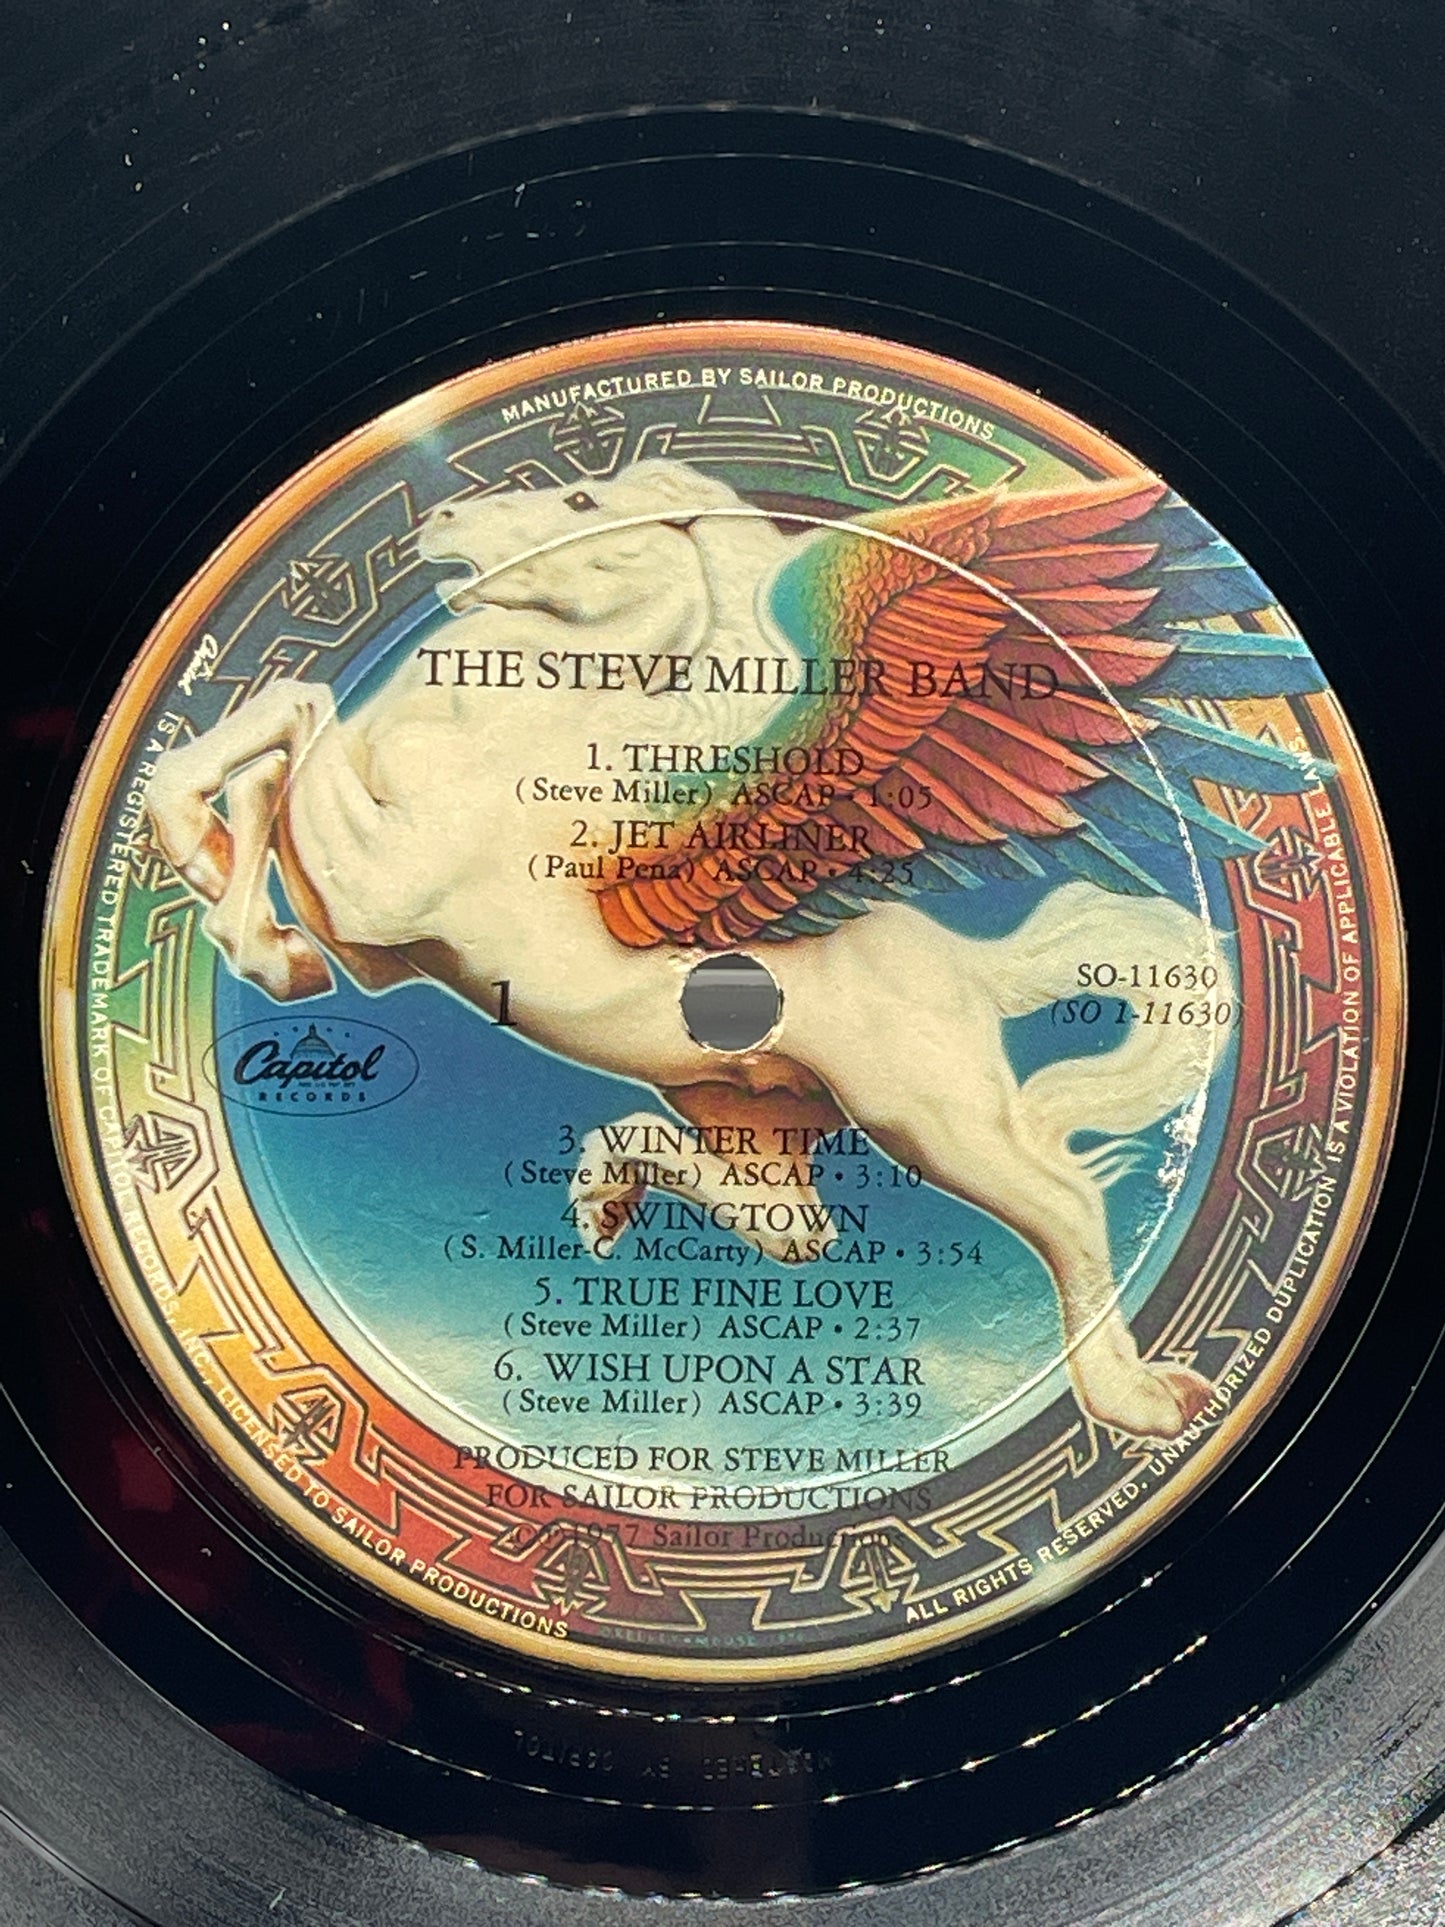 MANUFACTURED BY SAILOR PRODUCTIONS
THE STEVE MILLER BAND
1. THRESHOLD
(Steve Miller) ASCAP • 1:05
2. JET AIRLINER
(Paul Pena) ASCAP • 4:25
1
SO-11630
(SO 1-11630)
Capitol
RECORDS
3. WINTER TIME
(Steve Miller) ASCAP • 3:10
4. SWINGTOWN
(S. Miller-C. McCarty) ASCAP • 3:54
5. TRUE FINE LOVE
(Steve Miller) ASCAP • 2:37
6. WISH UPON A STAR
(Steve Miller) ASCAP • 3:39
PRODUCED FOR STEVE MILLER
FOR SAILOR PRODUCTIONS
©℗1977 Sailor Productions
Capitol IS A REGISTERED TRADEMARK OF CAPITOL RECORDS, INC., LICENSED TO SAILOR PRODUCTIONS
ALL RIGHTS RESERVED. UNAUTHORIZED DUPLICATION IS A VIOLATION OF APPLICABLE LAWS.
MASTERED BY CAPITOL